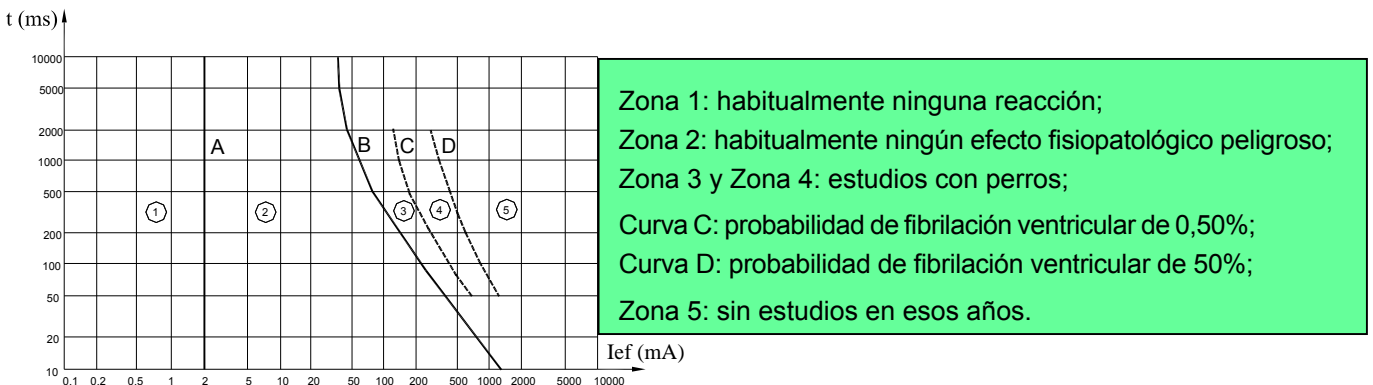 t (ms)
10000
5000
2000
1000
500
200
100
50
20
10
A
B
C
D
1
2
3
4
5
0.1 0.2 0.5 1 2 5 10 20 50 100 200 500 1000 2000 5000 10000
Ief (mA)
Zona 1: habitualmente ninguna reacción;
Zona 2: habitualmente ningún efecto fisiopatológico peligroso;
Zona 3 y Zona 4: estudios con perros;
Curva C: probabilidad de fibrilación ventricular de 0,50%;
Curva D: probabilidad de fibrilación ventricular de 50%;
Zona 5: sin estudios en esos años.